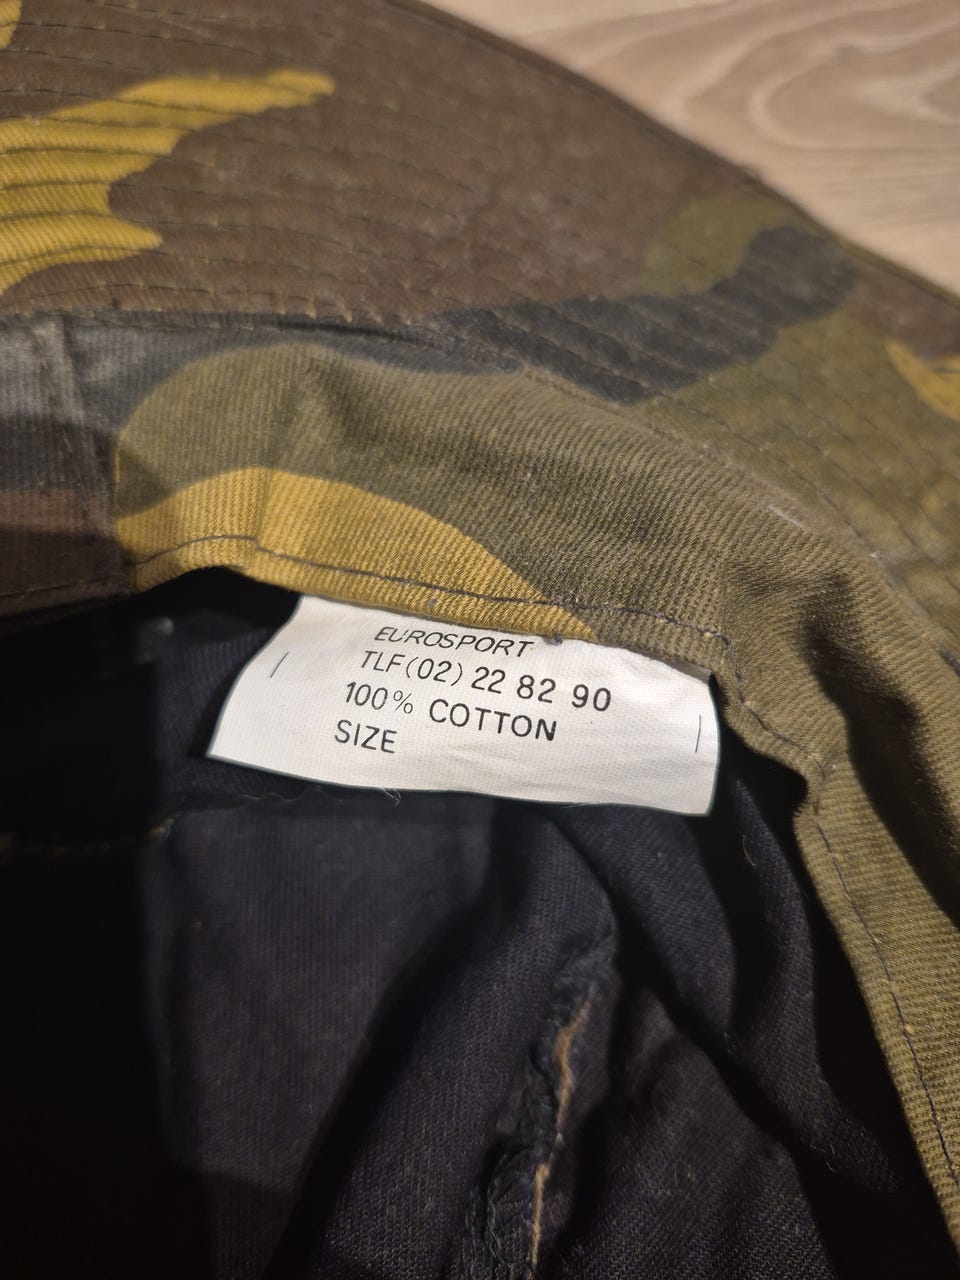 EUROSPORT
TLF(02) 22 82 90
100% COTTON
SIZE